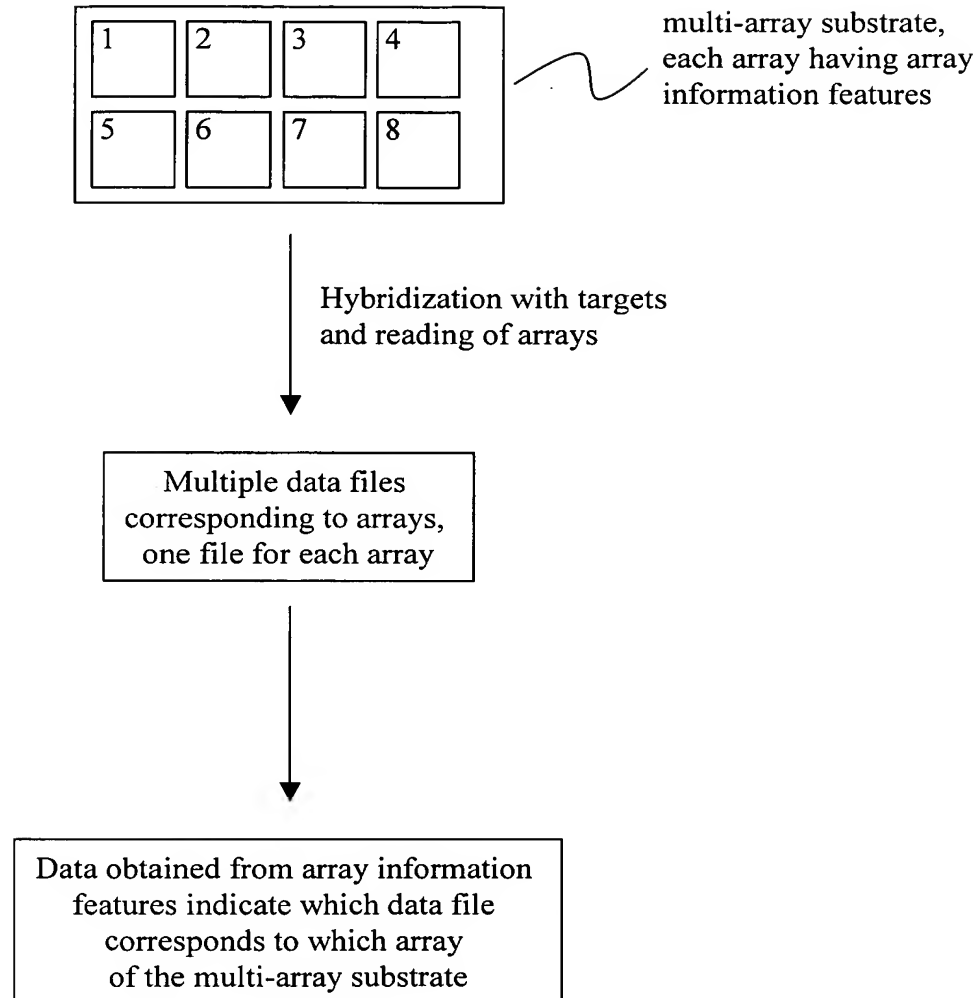 1 2 3 4
multi-array substrate,
each array having array
information features
5 6 7 8
Hybridization with targets
and reading of arrays
Multiple data files
corresponding to arrays,
one file for each array
Data obtained from array information
features indicate which data file
corresponds to which array
of the multi-array substrate